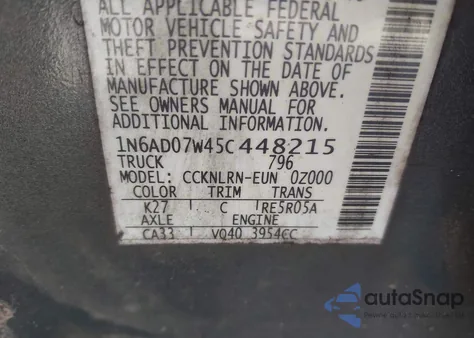 ALL APPLICABLE FEDERAL
MOTOR VEHICLE SAFETY AND
THEFT PREVENTION STANDARDS
IN EFFECT ON THE DATE OF
MANUFACTURE SHOWN ABOVE.
SEE OWNERS MANUAL FOR
ADDITIONAL INFORMATION.
1N6AD07W45C448215
TRUCK 796
MODEL: CCKNLRN-EUN 0Z000
COLOR TRIM TRANS
K27 C RE5R05A
AXLE ENGINE
CA33 VQ40 3954CC
autoSnap